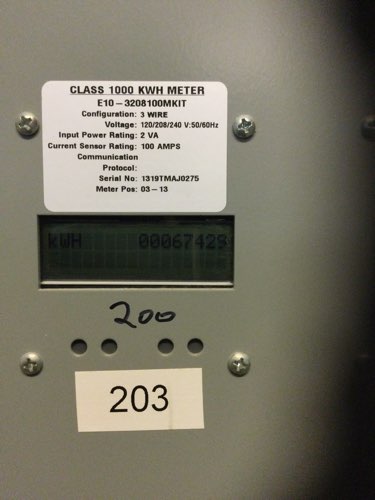 CLASS 1000 KWH METER
E10-3208100MKIT
Configuration: 3 WIRE
Voltage: 120/208/240 V:50/60Hz
Input Power Rating: 2 VA
Current Sensor Rating: 100 AMPS
Communication
Protocol:
Serial No: 1319TMAJ0275
Meter Pos: 03-13
kWH 00067429
200
203